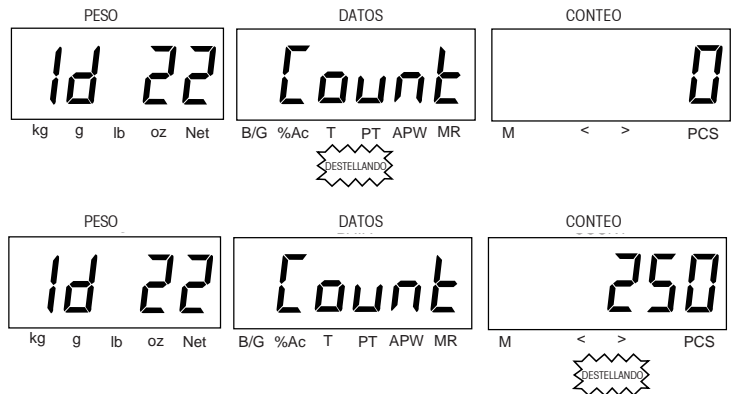 PESO DATOS CONTEO
Id 22 Count 0
kg g lb oz Net B/G %Ac T PT APW MR M < > PCS
DESTELLANDO
PESO DATOS CONTEO
Id 22 Count 250
kg g lb oz Net B/G %Ac T PT APW MR M < > PCS
DESTELLANDO